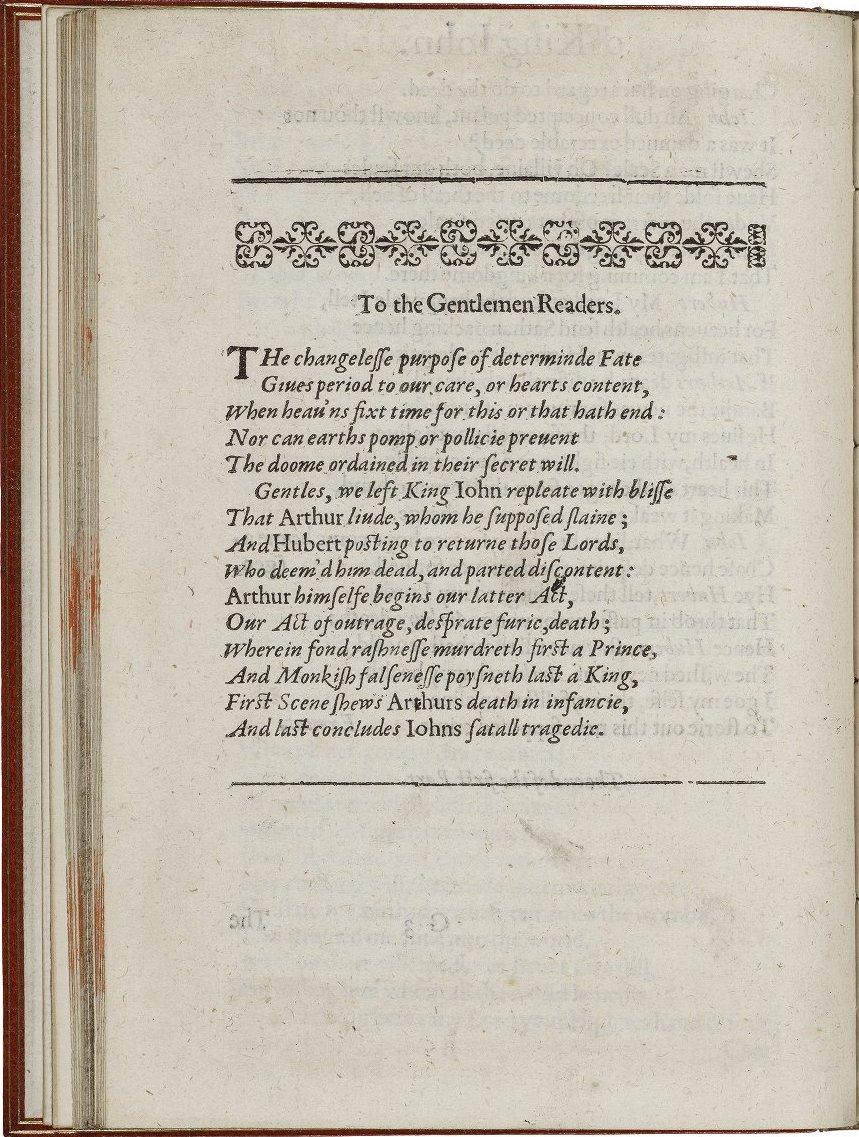 To the Gentlemen Readers.
THe changelesse purpose of determinde Fate
Giues period to our care, or hearts content,
When heau'ns fixt time for this or that hath end :
Nor can earths pomp or pollicie preuent
The doome ordained in their secret will.
Gentles, we left King Iohn repleate with blisse
That Arthur liude, whom he supposed slaine ;
And Hubert posting to returne those Lords,
Who deem'd him dead, and parted discontent :
Arthur himselfe begins our latter Act,
Our Act of outrage, desprate furie, death ;
Wherein fond rashnesse murdreth first a Prince,
And Monkish falsenesse poysneth last a King,
First Scene shews Arthurs death in infancie,
And last concludes Iohns fatall tragedie.
G 3
The